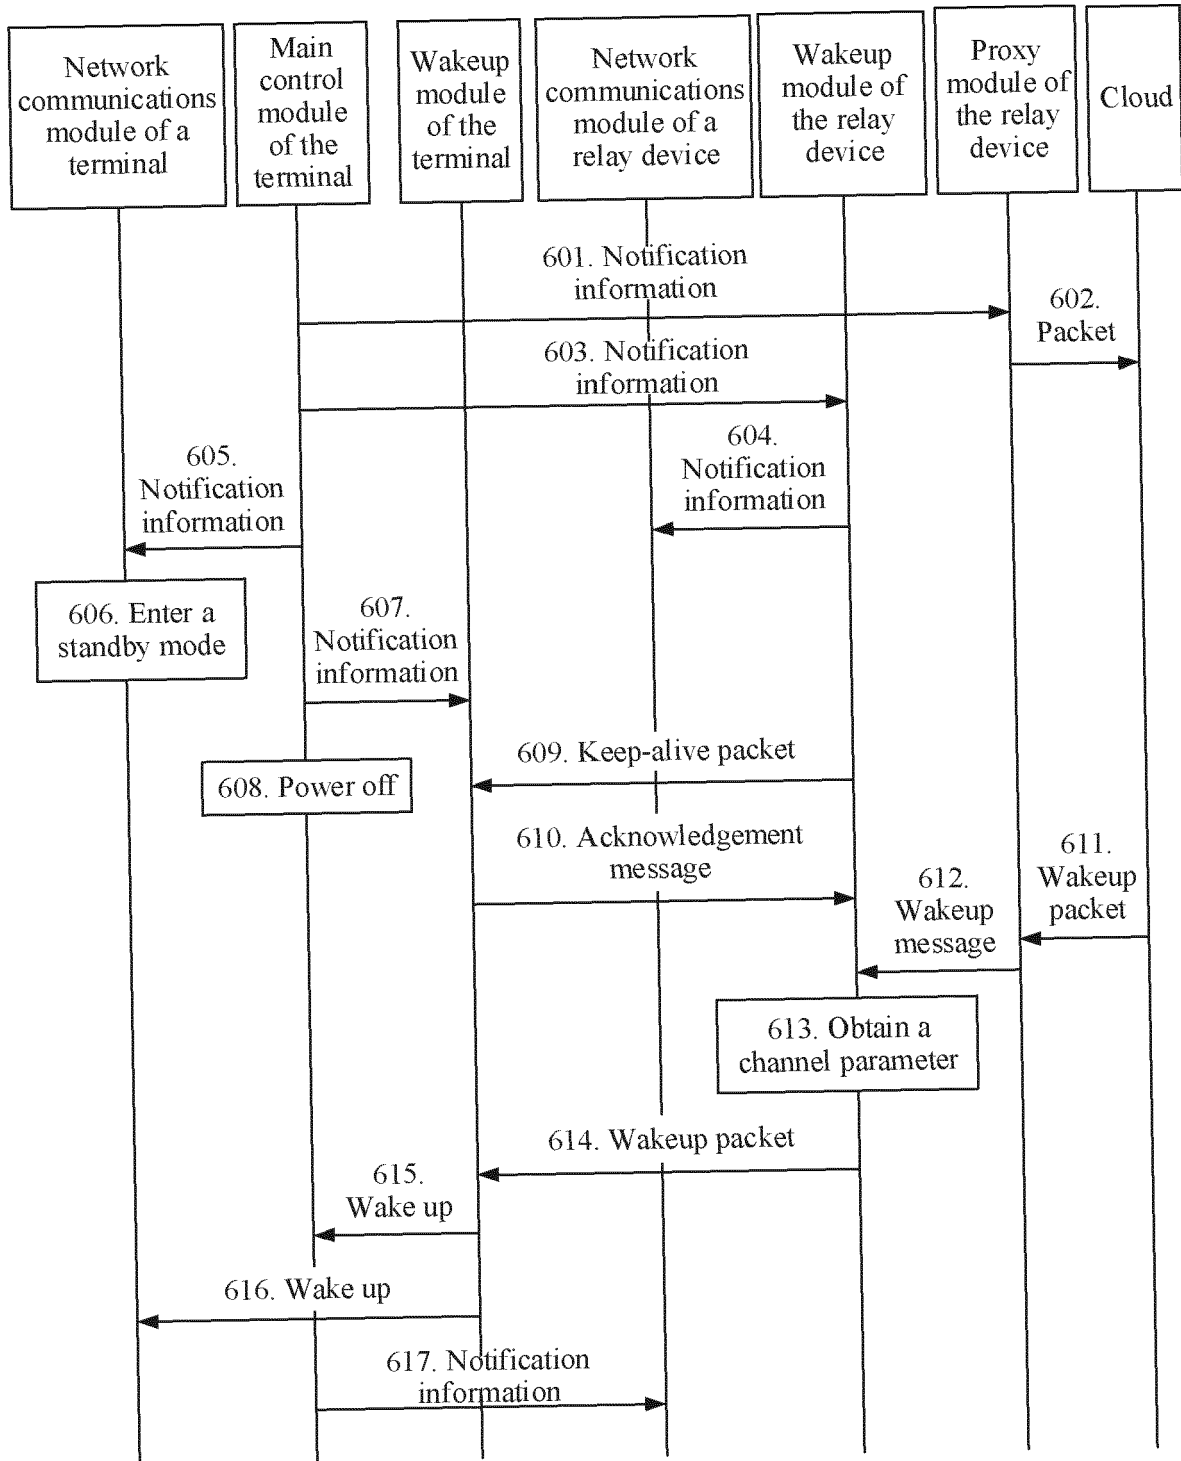 Network
communications
module of a
terminal
Main
control
module
of the
terminal
Wakeup
module
of the
terminal
Network
communications
module of a
relay device
Wakeup
module of
the relay
device
Proxy
module of
the relay
device
Cloud
601. Notification
information
602.
Packet
603. Notification
information
604.
Notification
information
605.
Notification
information
606. Enter a
standby mode
607.
Notification
information
608. Power off
609. Keep-alive packet
610. Acknowledgement
message
611.
Wakeup
packet
612.
Wakeup
message
613. Obtain a
channel parameter
614. Wakeup packet
615.
Wake up
616. Wake up
617. Notification
information